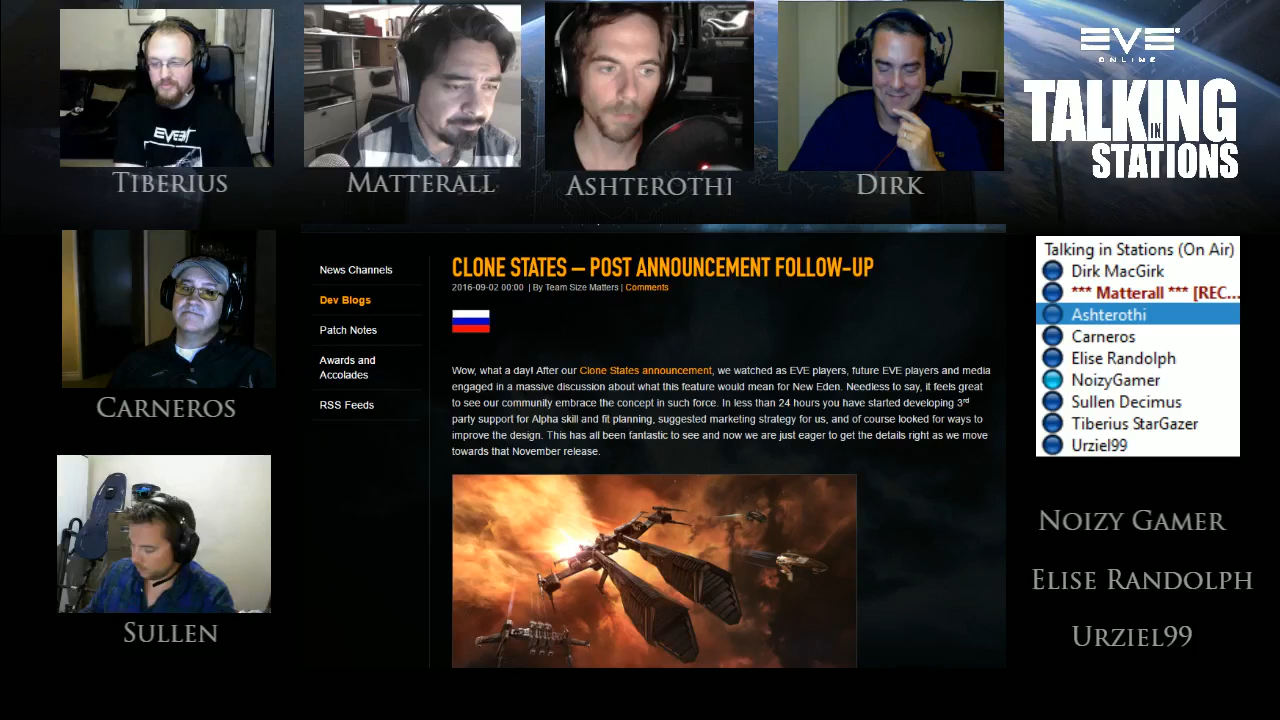 EVE
ONLINE
TALKING
IN
STATIONS
EVE
TIBERIUS
MATTERALL
ASHTEROTHI
DIRK
CARNEROS
SULLEN
News Channels
Dev Blogs
Patch Notes
Awards and
Accolades
RSS Feeds
CLONE STATES – POST ANNOUNCEMENT FOLLOW-UP
2016-09-02 00:00 | By Team Size Matters | Comments
Wow, what a day! After our Clone States announcement, we watched as EVE players, future EVE players and media
engaged in a massive discussion about what this feature would mean for New Eden. Needless to say, it feels great
to see our community embrace the concept in such force. In less than 24 hours you have started developing 3rd
party support for Alpha skill and fit planning, suggested marketing strategy for us, and of course looked for ways to
improve the design. This has all been fantastic to see and now we are just eager to get the details right as we move
towards that November release.
Talking in Stations (On Air)
Dirk MacGirk
*** Matterall *** [REC...
Ashterothi
Carneros
Elise Randolph
NoizyGamer
Sullen Decimus
Tiberius StarGazer
Urziel99
NOIZY GAMER
ELISE RANDOLPH
URZIEL99